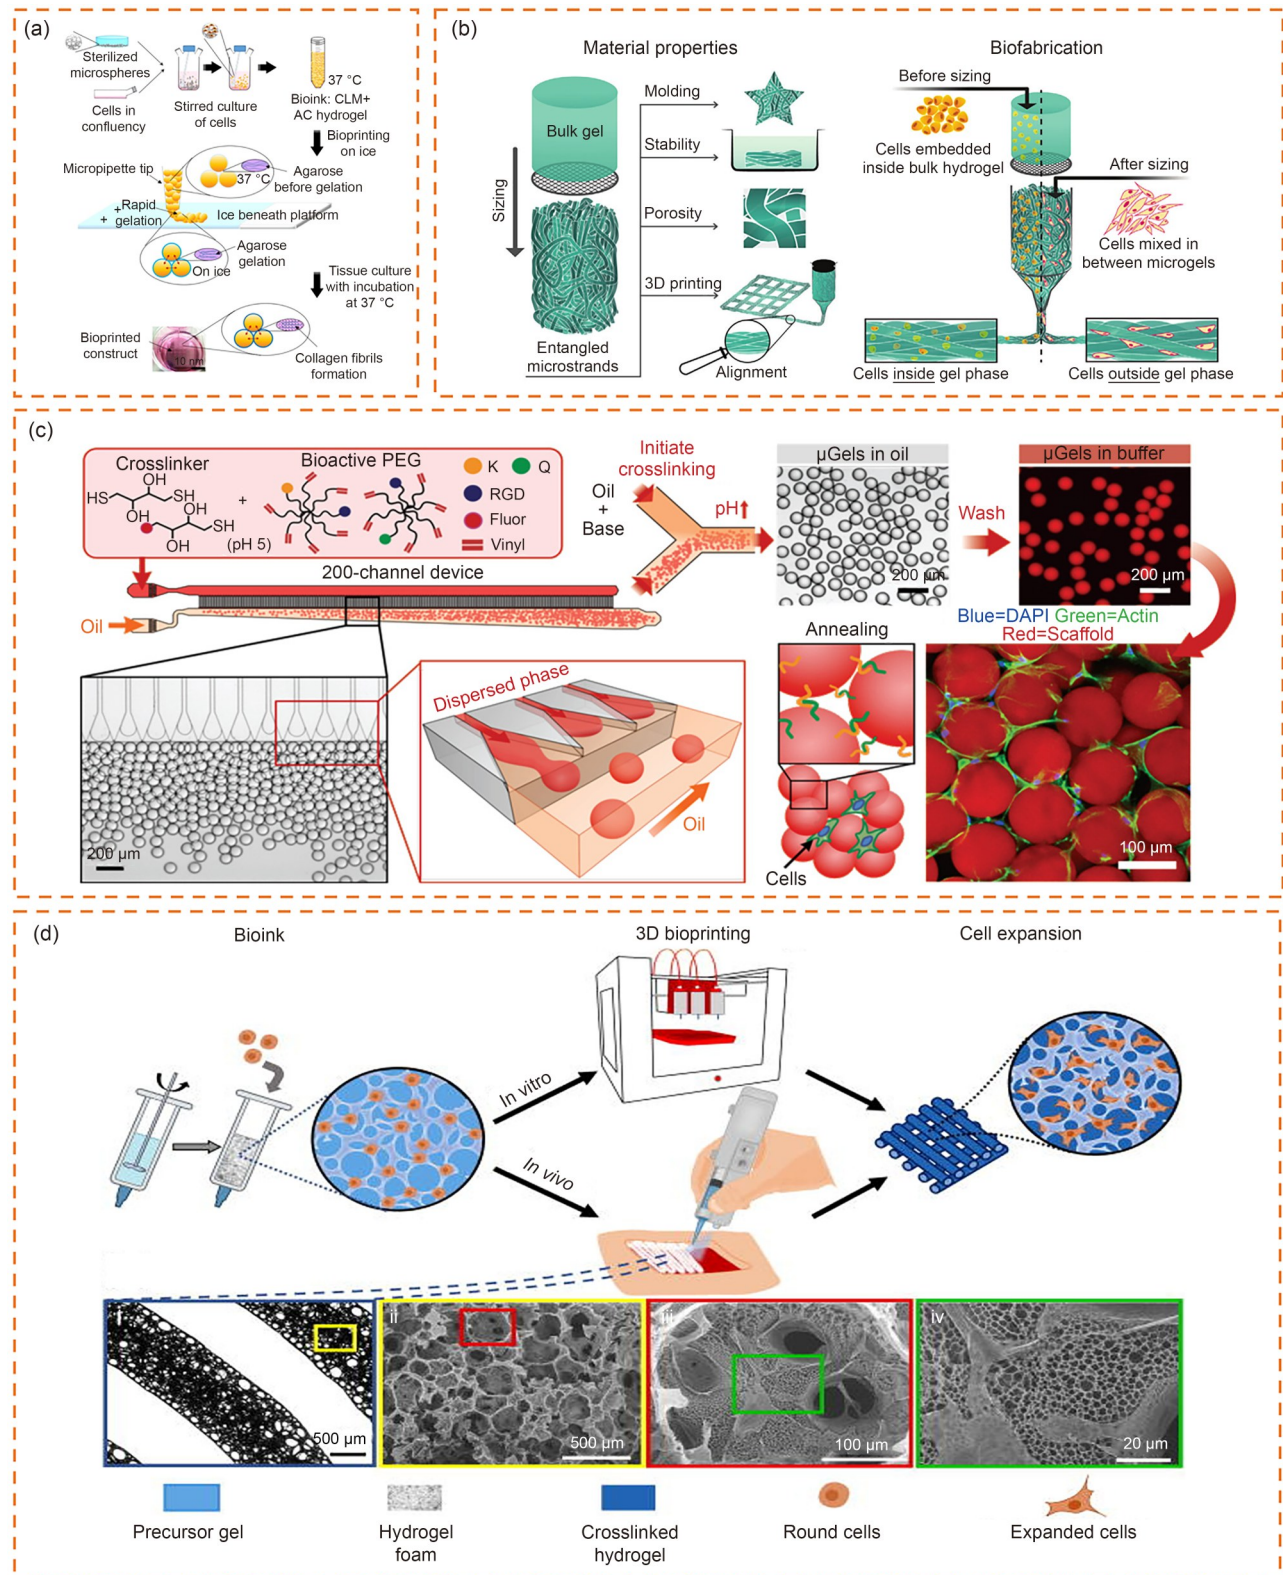 (a)
Sterilized
microspheres
Cells in
confluency
Stirred culture
of cells
37 °C
Bioink: CLM+
AC hydrogel
Bioprinting
on ice
Micropipette tip
37 °C
Agarose
before gelation
+
+
Rapid
gelation
Ice beneath platform
Agarose
gelation
On ice
Tissue culture
with incubation
at 37 °C
Bioprinted
construct
10 nm
Collagen fibrils
formation
(b)
Material properties
Biofabrication
Bulk gel
Sizing
Entangled
microstrands
Molding
Stability
Porosity
3D printing
Alignment
Before sizing
Cells embedded
inside bulk hydrogel
After sizing
Cells mixed in
between microgels
Cells inside gel phase
Cells outside gel phase
(c)
Crosslinker
Bioactive PEG
OH
HS
SH
OH
OH
SH
OH
+
(pH 5)
K
Q
RGD
Fluor
Vinyl
Initiate
crosslinking
Oil
+
Base
pH
µGels in oil
200 µm
Wash
µGels in buffer
200 µm
200-channel device
Oil
Blue=DAPI Green=Actin
Red=Scaffold
Annealing
Cells
100 µm
200 µm
Dispersed phase
Oil
(d)
Bioink
3D bioprinting
Cell expansion
In vitro
In vivo
i
500 µm
ii
500 µm
iii
100 µm
iv
20 µm
Precursor gel
Hydrogel
foam
Crosslinked
hydrogel
Round cells
Expanded cells